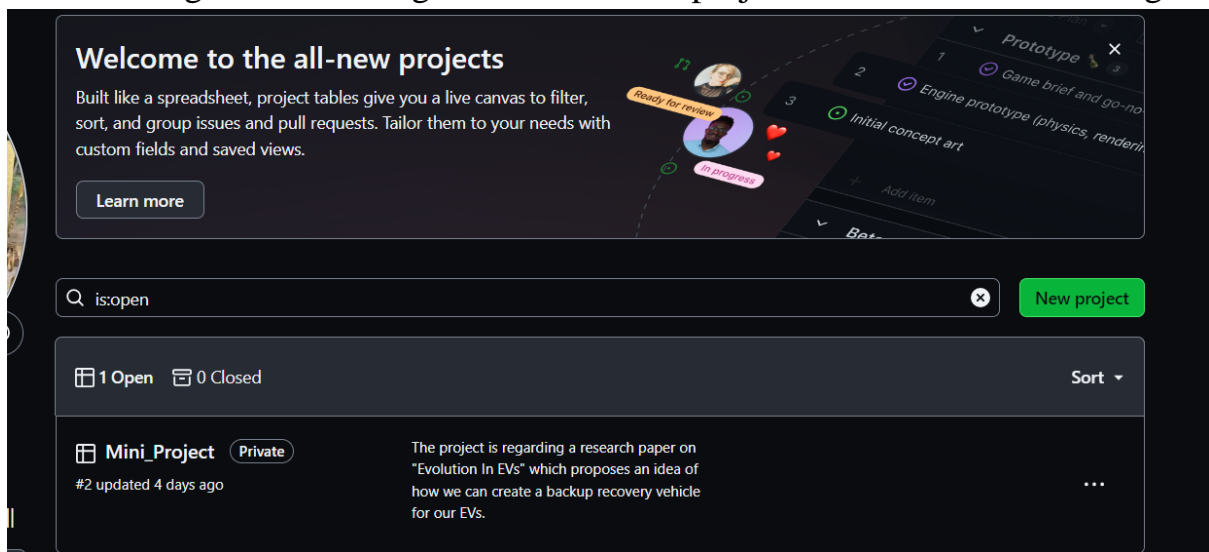 Welcome to the all-new projects
Built like a spreadsheet, project tables give you a live canvas to filter,
sort, and group issues and pull requests. Tailor them to your needs with
custom fields and saved views.
Learn more
Ready for review
In progress
Prototype
3
1
Game brief and go-no
2
Engine prototype (physics, renderin
3
Initial concept art
+ Add item
Beta
is:open
New project
1 Open 0 Closed
Sort
Mini_Project Private
#2 updated 4 days ago
The project is regarding a research paper on
"Evolution In EVs" which proposes an idea of
how we can create a backup recovery vehicle
for our EVs.